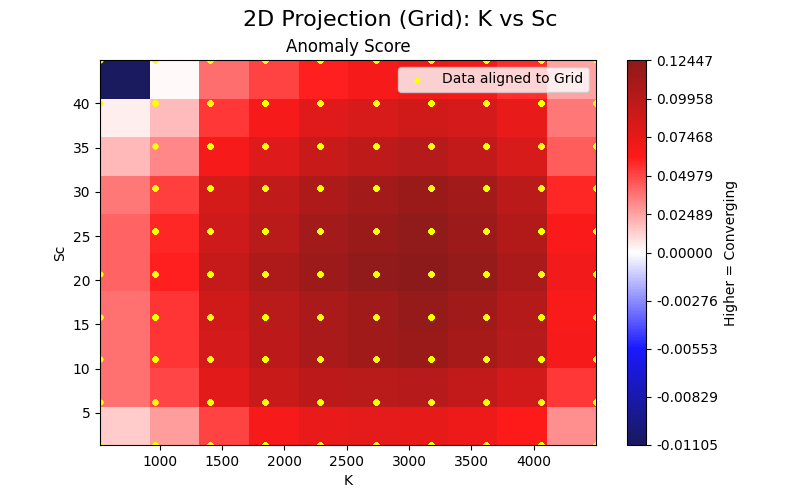 2D Projection (Grid): K vs Sc
Anomaly Score
Data aligned to Grid
40
35
30
25
20
15
10
5
Sc
1000 1500 2000 2500 3000 3500 4000
K
0.12447
0.09958
0.07468
0.04979
0.02489
0.00000
-0.00276
-0.00553
-0.00829
-0.01105
Higher = Converging